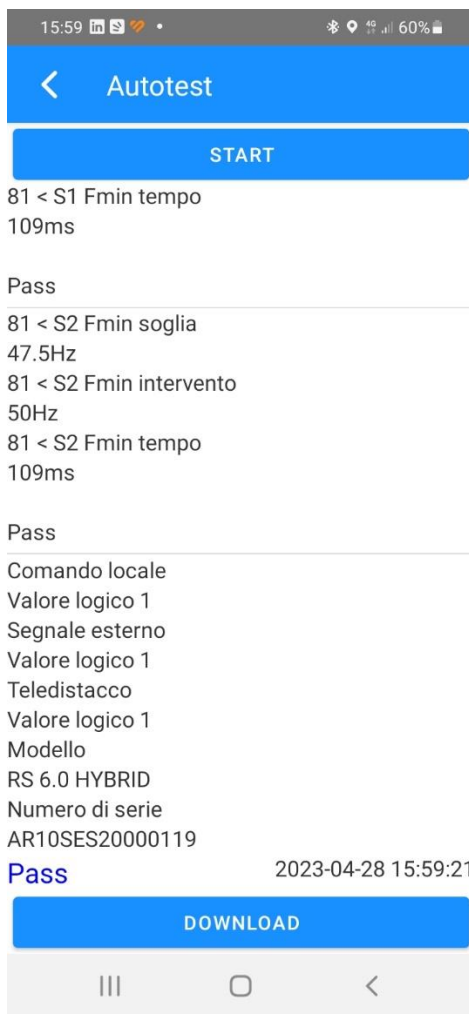 15:59
4G
60%
Autotest
START
81 < S1 Fmin tempo
109ms
Pass
81 < S2 Fmin soglia
47.5Hz
81 < S2 Fmin intervento
50Hz
81 < S2 Fmin tempo
109ms
Pass
Comando locale
Valore logico 1
Segnale esterno
Valore logico 1
Teledistacco
Valore logico 1
Modello
RS 6.0 HYBRID
Numero di serie
AR10SES20000119
Pass
2023-04-28 15:59:21
DOWNLOAD